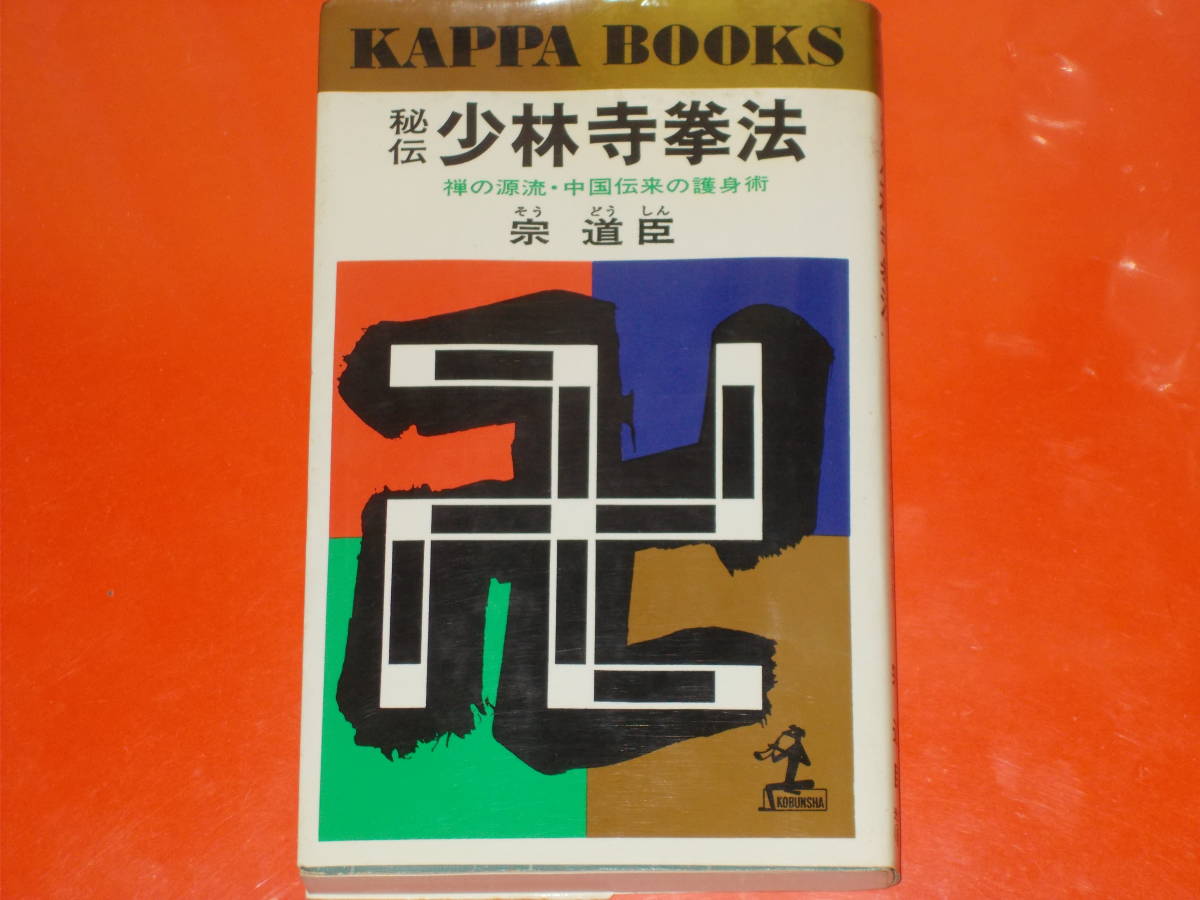 KAPPA BOOKS
秘伝 少林寺拳法
禅の源流・中国伝来の護身術
そう どう しん
宗 道臣
KOBUNSHA